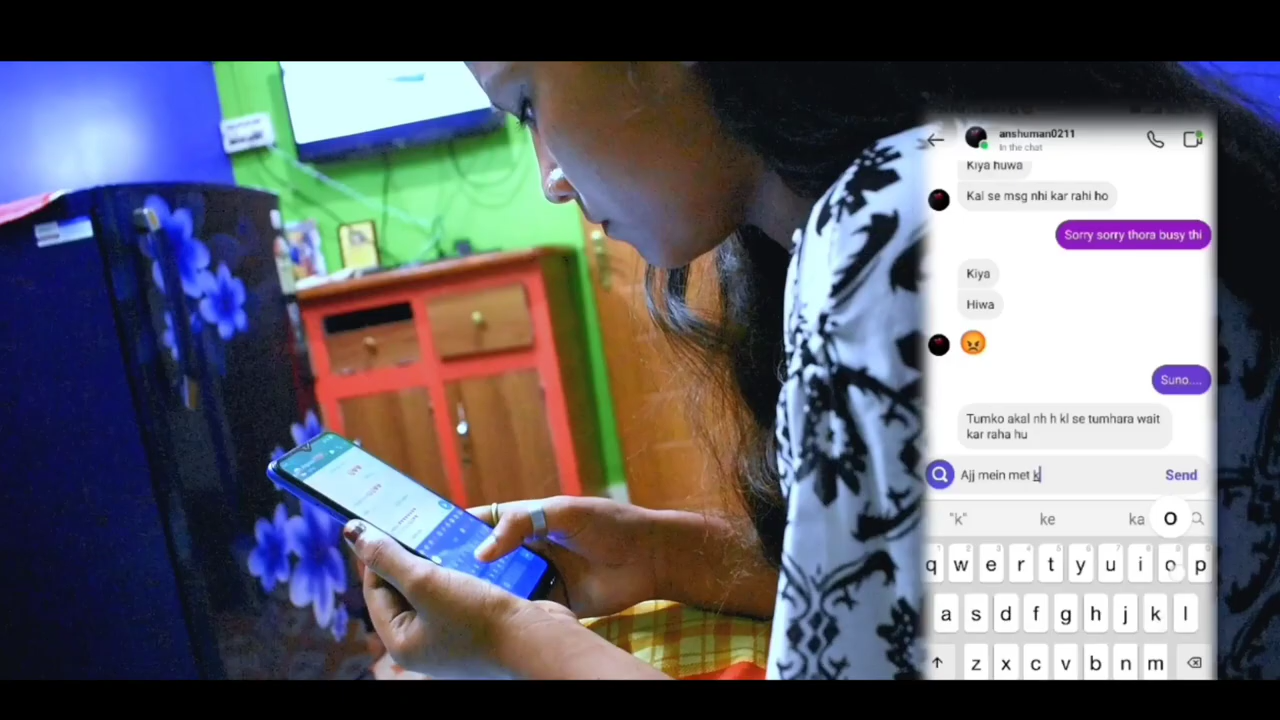 anshuman0211
In the chat
Kiya huwa
Kal se msg nhi kar rahi ho
Sorry sorry thora busy thi
Kiya
Hiwa
Suno....
Tumko akal nh h kl se tumhara wait
kar raha hu
Ajj mein met k
Send
"k" ke ka O
q w e r t y u i o p
a s d f g h j k l
z x c v b n m